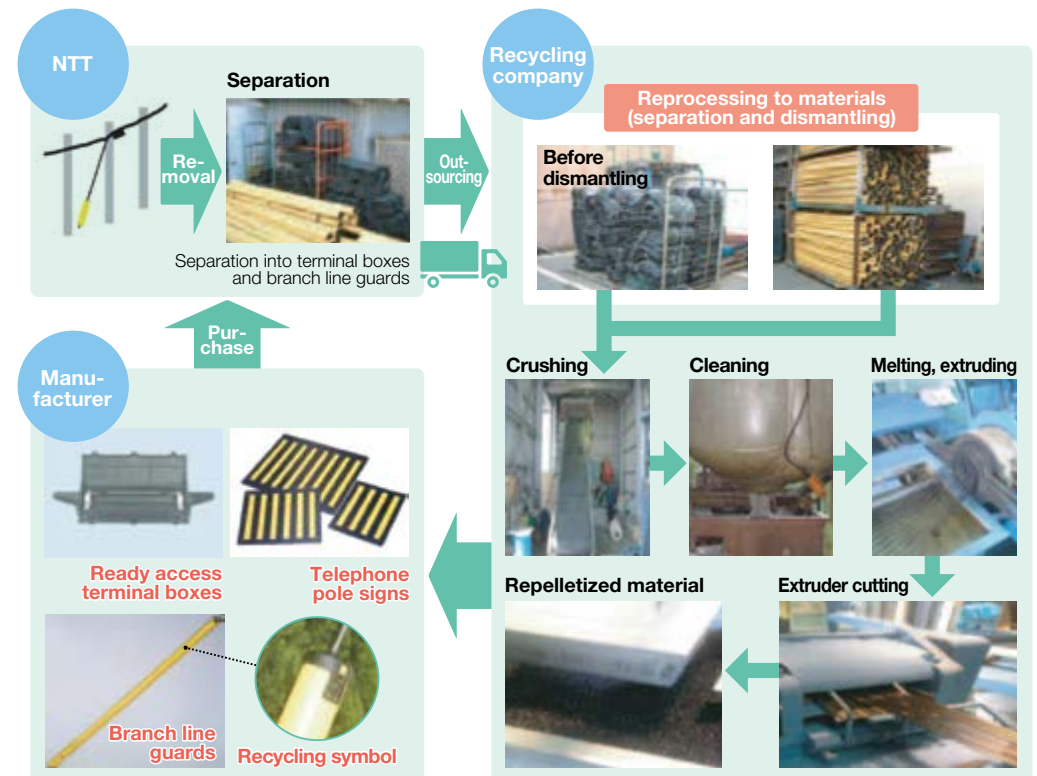 NTT
Separation
Re-
moval
Separation into terminal boxes
and branch line guards
Out-
sourcing
Recycling
company
Reprocessing to materials
(separation and dismantling)
Before
dismantling
Crushing
Cleaning
Melting, extruding
Extruder cutting
Repelletized material
Manu-
facturer
Pur-
chase
Ready access
terminal boxes
Telephone
pole signs
Branch line
guards
Recycling symbol